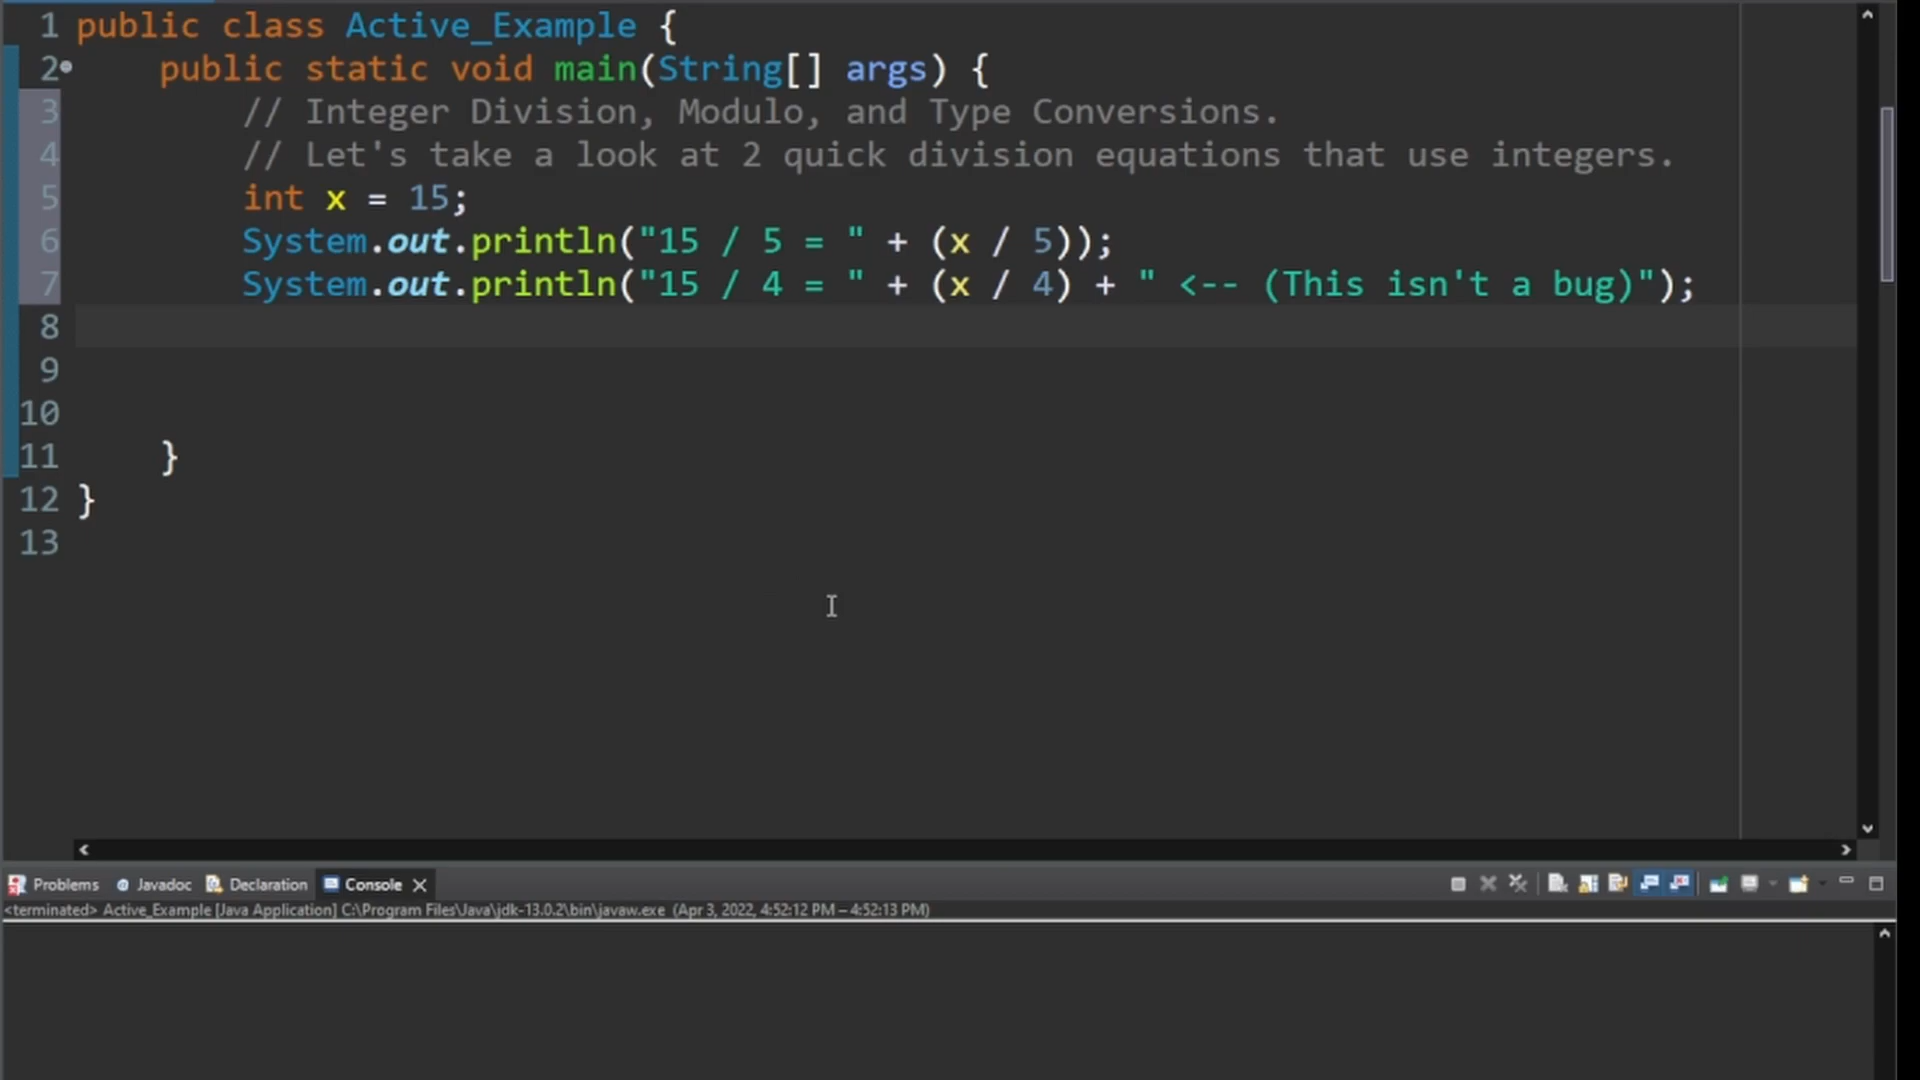 1 public class Active_Example {
2 public static void main(String[] args) {
3 // Integer Division, Modulo, and Type Conversions.
4 // Let's take a look at 2 quick division equations that use integers.
5 int x = 15;
6 System.out.println("15 / 5 = " + (x / 5));
7 System.out.println("15 / 4 = " + (x / 4) + " <-- (This isn't a bug)");
8
9
10
11 }
12 }
13
Problems Javadoc Declaration Console
<terminated> Active_Example [Java Application] C:\Program Files\Java\jdk-13.0.2\bin\javaw.exe (Apr 3, 2022, 4:52:12 PM – 4:52:13 PM)